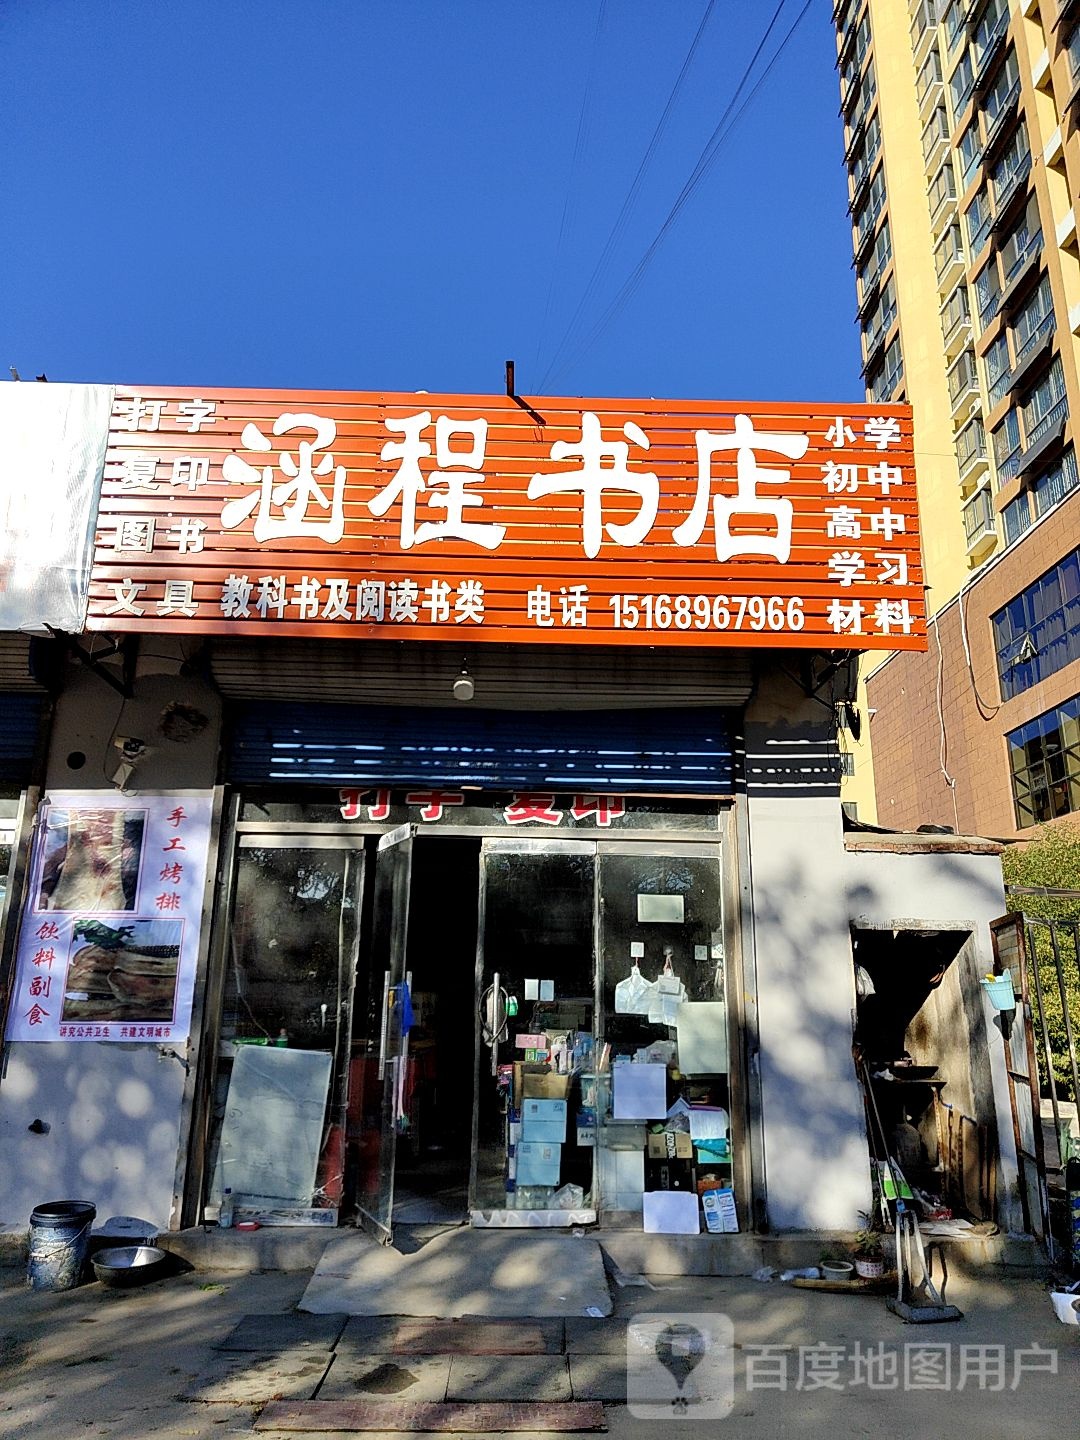 打字
复印
图书
文具
涵程书店
教科书及阅读书类 电话 15168967966
小学
初中
高中
学习
材料
打字 复印
手工烤排
饮料副食
讲究公共卫生 共建文明城市
百度地图用户